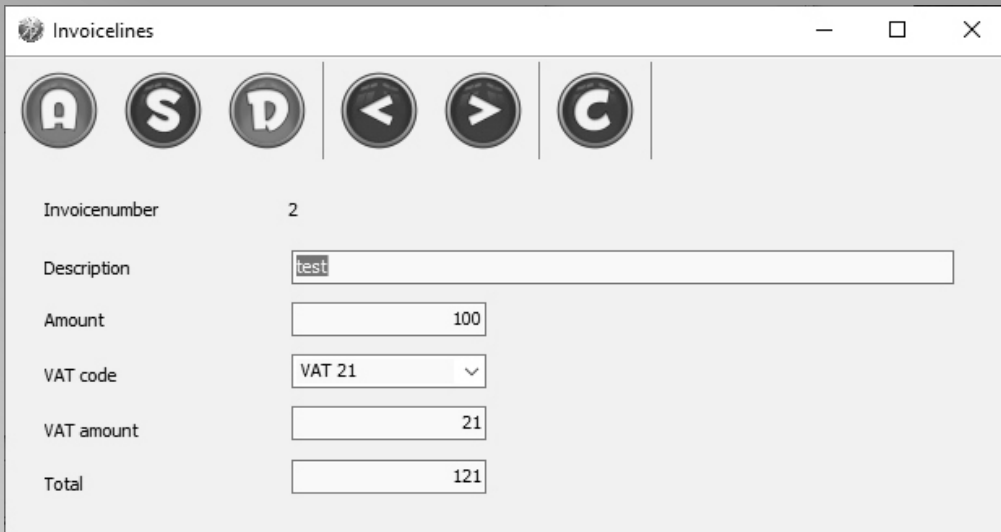 Invoicelines
A S D < > C
Invoicenumber 2
Description test
Amount 100
VAT code VAT 21
VAT amount 21
Total 121